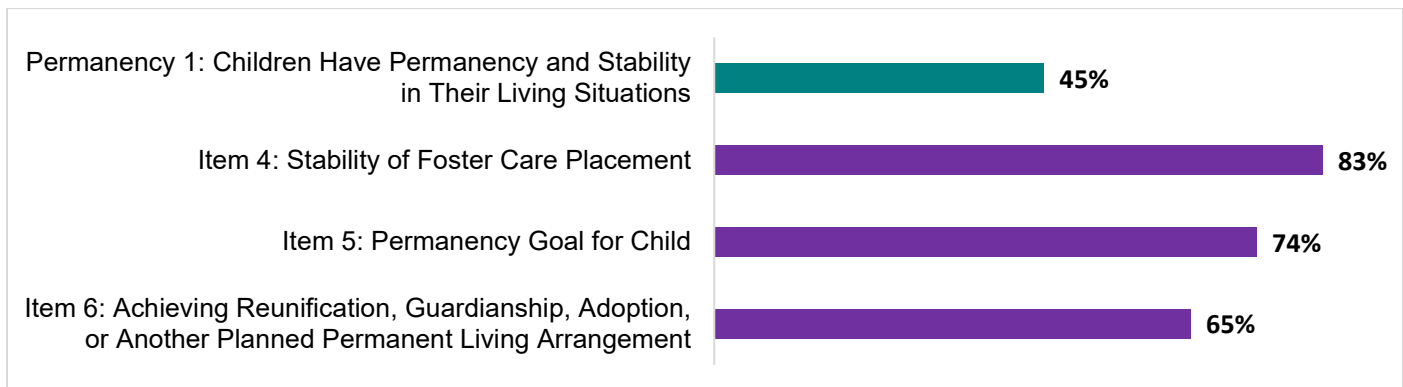 Permanency 1: Children Have Permanency and Stability
in Their Living Situations
45%
Item 4: Stability of Foster Care Placement
83%
Item 5: Permanency Goal for Child
74%
Item 6: Achieving Reunification, Guardianship, Adoption,
or Another Planned Permanent Living Arrangement
65%